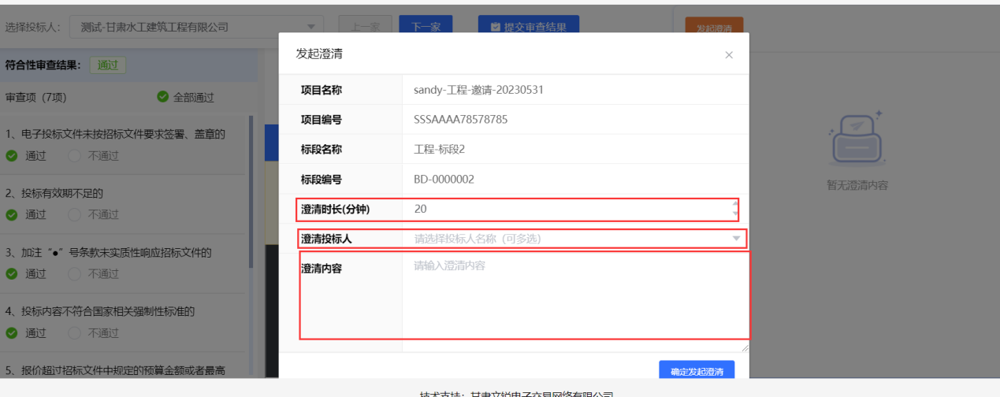 选择投标人： 测试-甘肃水工建筑工程有限公司 上一家 下一家 提交审查结果 发起澄清
符合性审查结果： 通过
审查项（7项） 全部通过
1、电子投标文件未按招标文件要求签署、盖章的
通过 不通过
2、投标有效期不足的
通过 不通过
3、加注“●”号条款未实质性响应招标文件的
通过 不通过
4、投标内容不符合国家相关强制性标准的
通过 不通过
5、报价超过招标文件中规定的预算金额或者最高
发起澄清 ×
项目名称 sandy-工程-邀请-20230531
项目编号 SSSAAAA78578785
标段名称 工程-标段2
标段编号 BD-0000002
澄清时长(分钟) 20
澄清投标人 请选择投标人名称（可多选）
澄清内容 请输入澄清内容
确定发起澄清
暂无澄清内容
技术支持：甘肃文锐电子交易网络有限公司